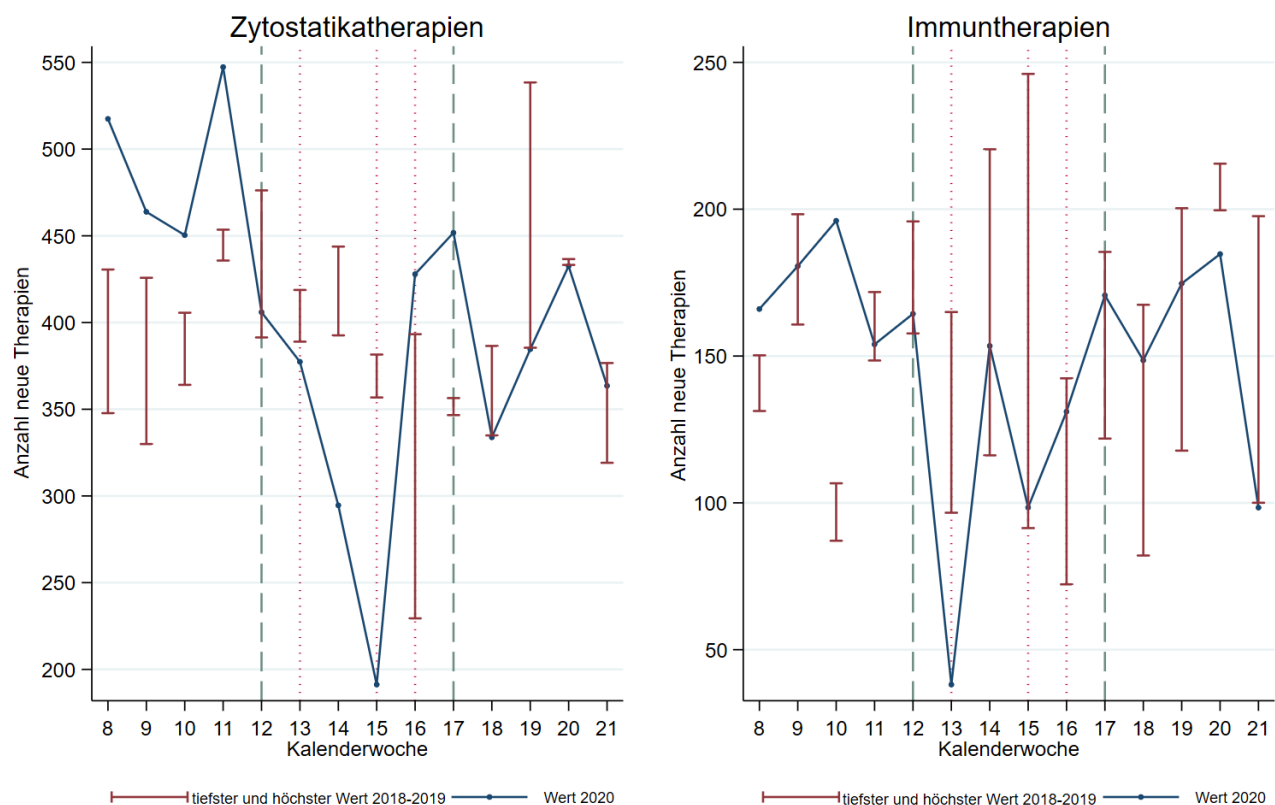 Zytostatikatherapien
Anzahl neue Therapien
550
500
450
400
350
300
250
200
8 9 10 11 12 13 14 15 16 17 18 19 20 21
Kalenderwoche
tiefster und höchster Wert 2018-2019 Wert 2020
Immuntherapien
Anzahl neue Therapien
250
200
150
100
50
8 9 10 11 12 13 14 15 16 17 18 19 20 21
Kalenderwoche
tiefster und höchster Wert 2018-2019 Wert 2020